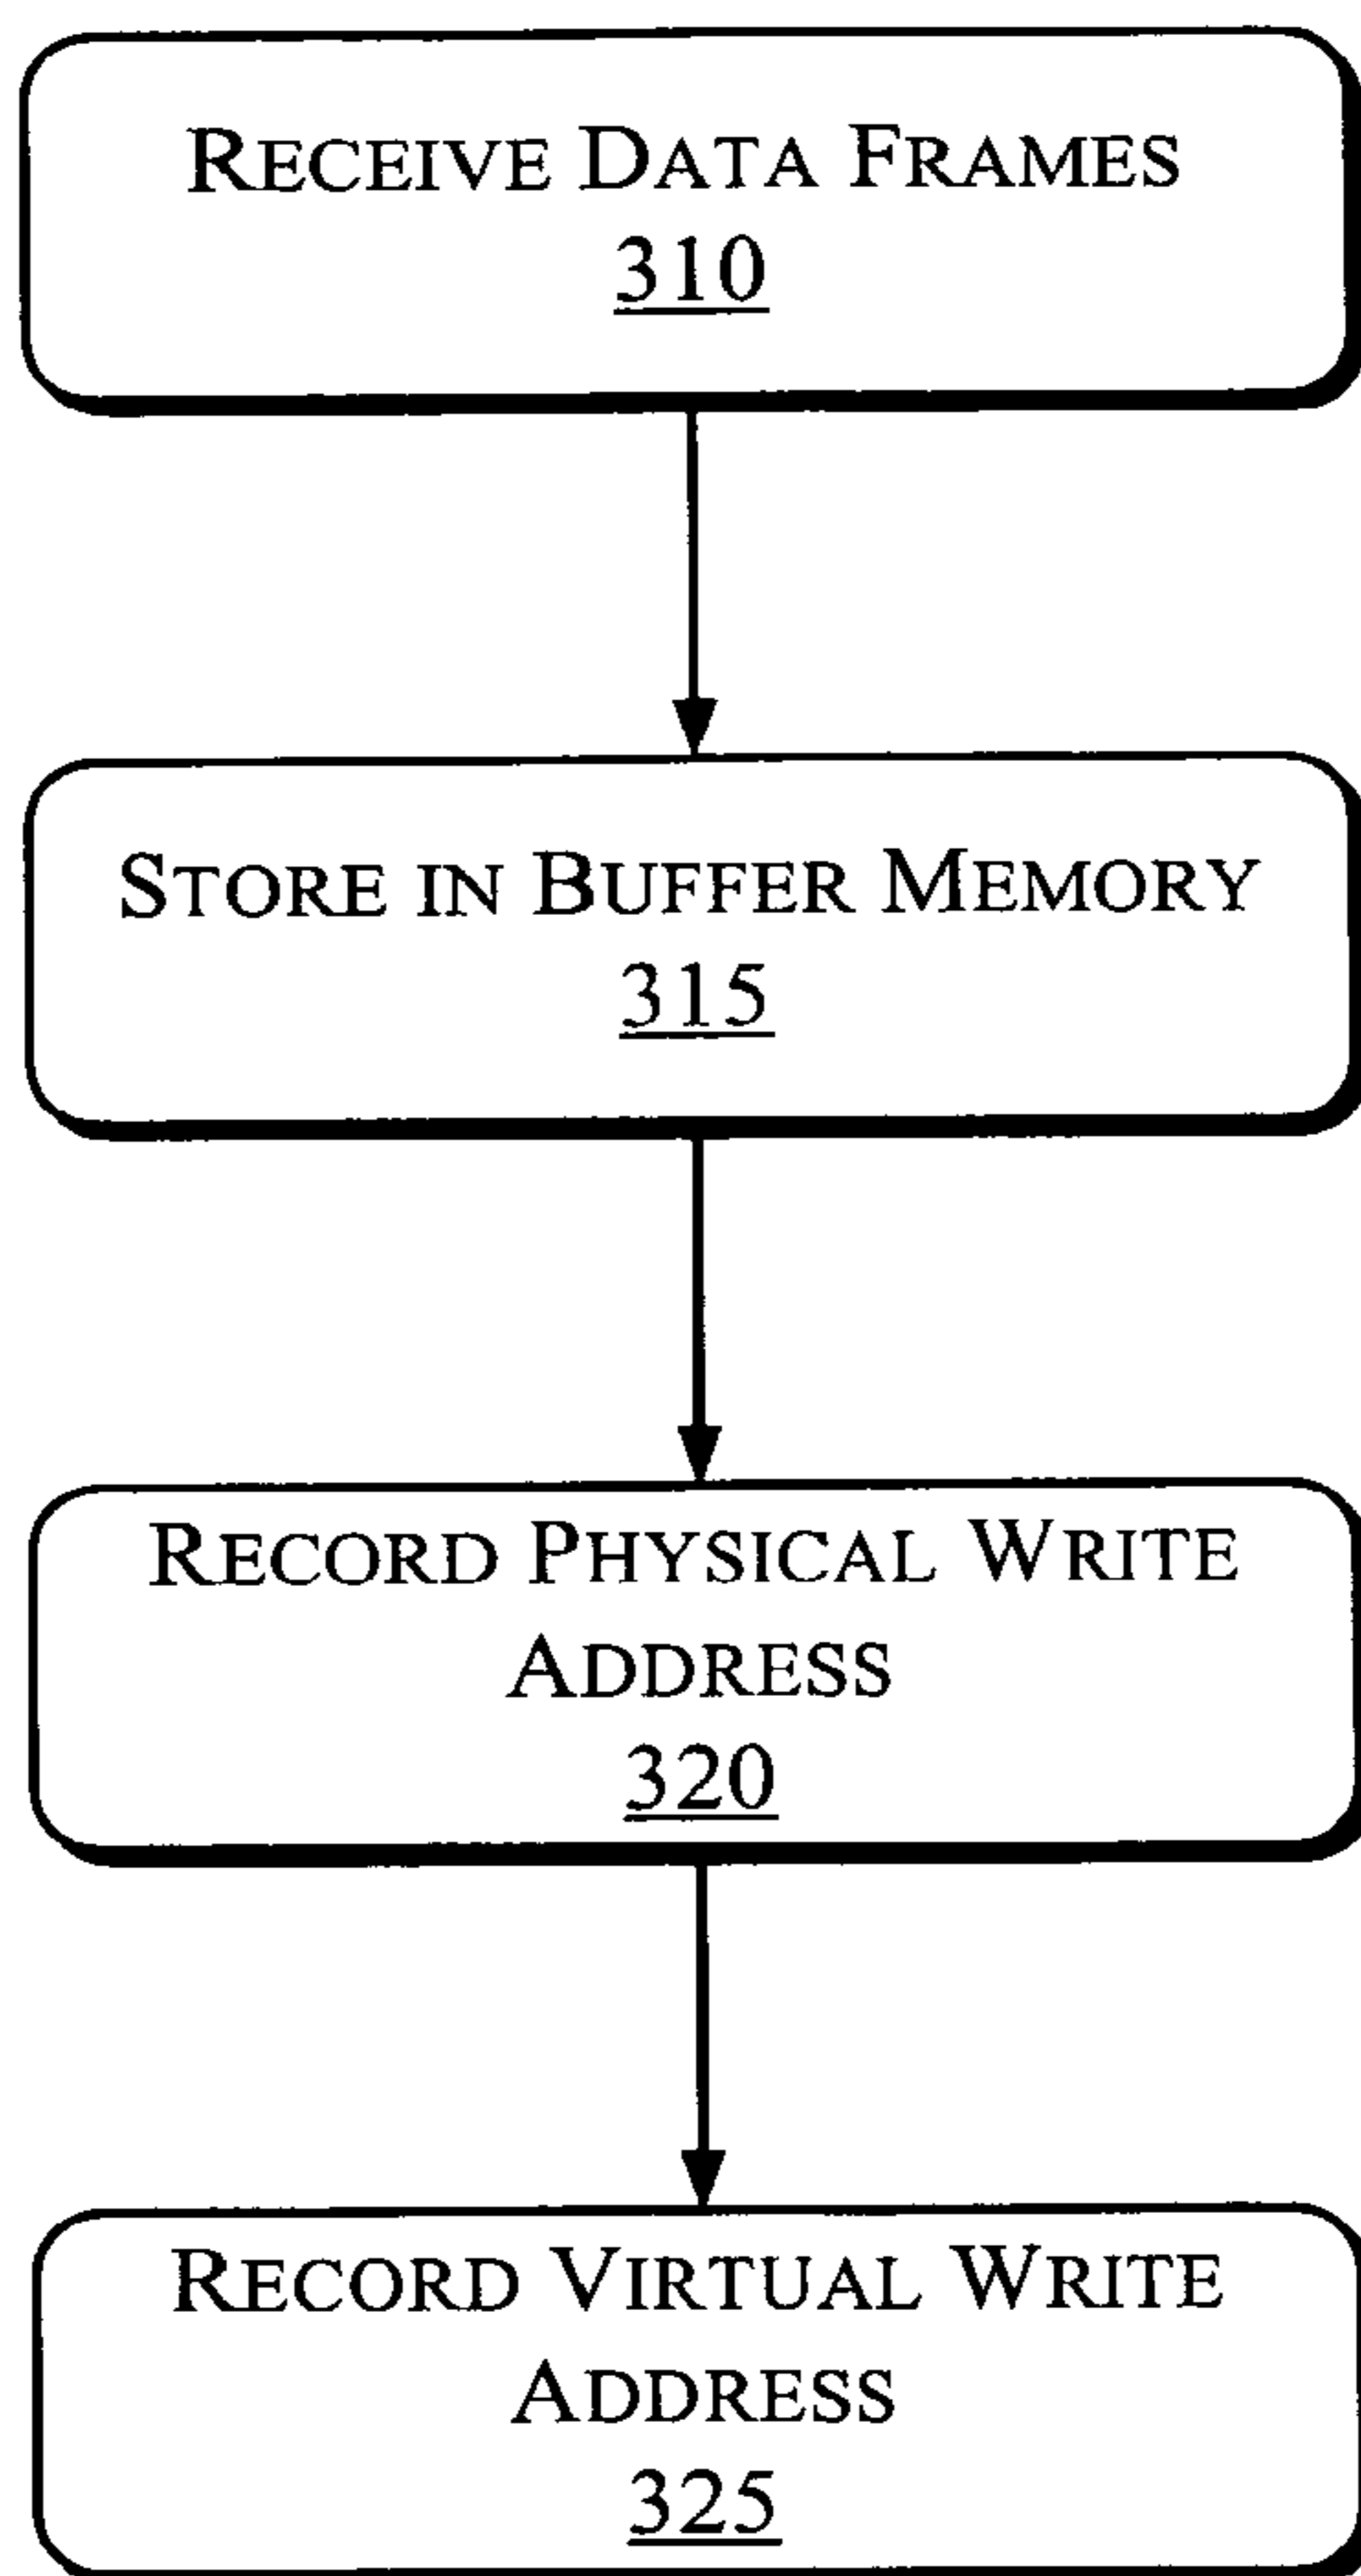 RECEIVE DATA FRAMES
310
STORE IN BUFFER MEMORY
315
RECORD PHYSICAL WRITE
ADDRESS
320
RECORD VIRTUAL WRITE
ADDRESS
325